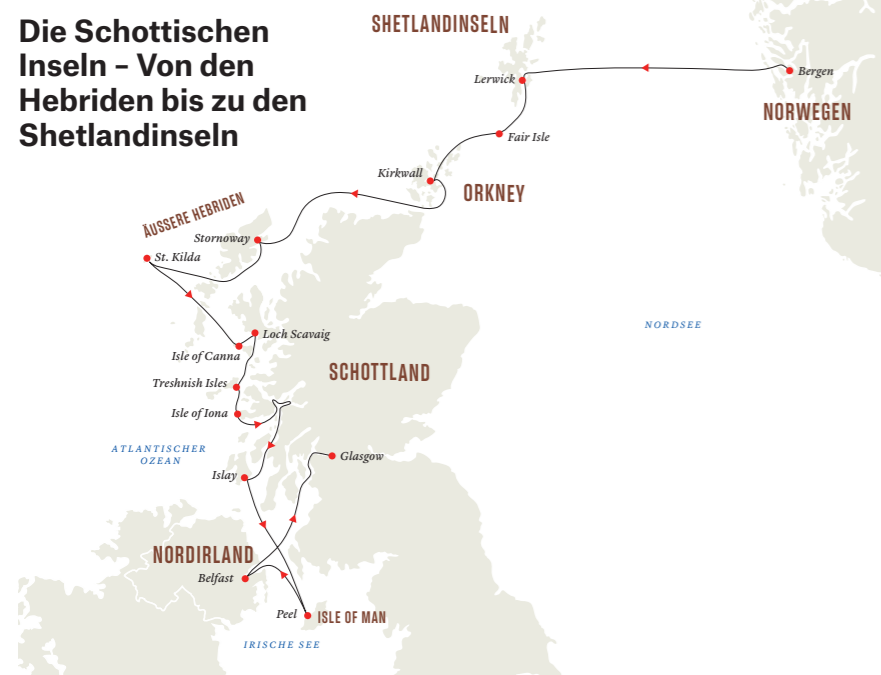 Die Schottischen
Inseln – Von den
Hebriden bis zu den
Shetlandinseln
SHETLANDINSELN
Lerwick
Bergen
NORWEGEN
Fair Isle
Kirkwall
ORKNEY
ÄUSSERE HEBRIDEN
Stornoway
St. Kilda
NORDSEE
Loch Scavaig
Isle of Canna
SCHOTTLAND
Treshnish Isles
Isle of Iona
ATLANTISCHER
OZEAN
Glasgow
Islay
NORDIRLAND
Belfast
Peel
ISLE OF MAN
IRISCHE SEE